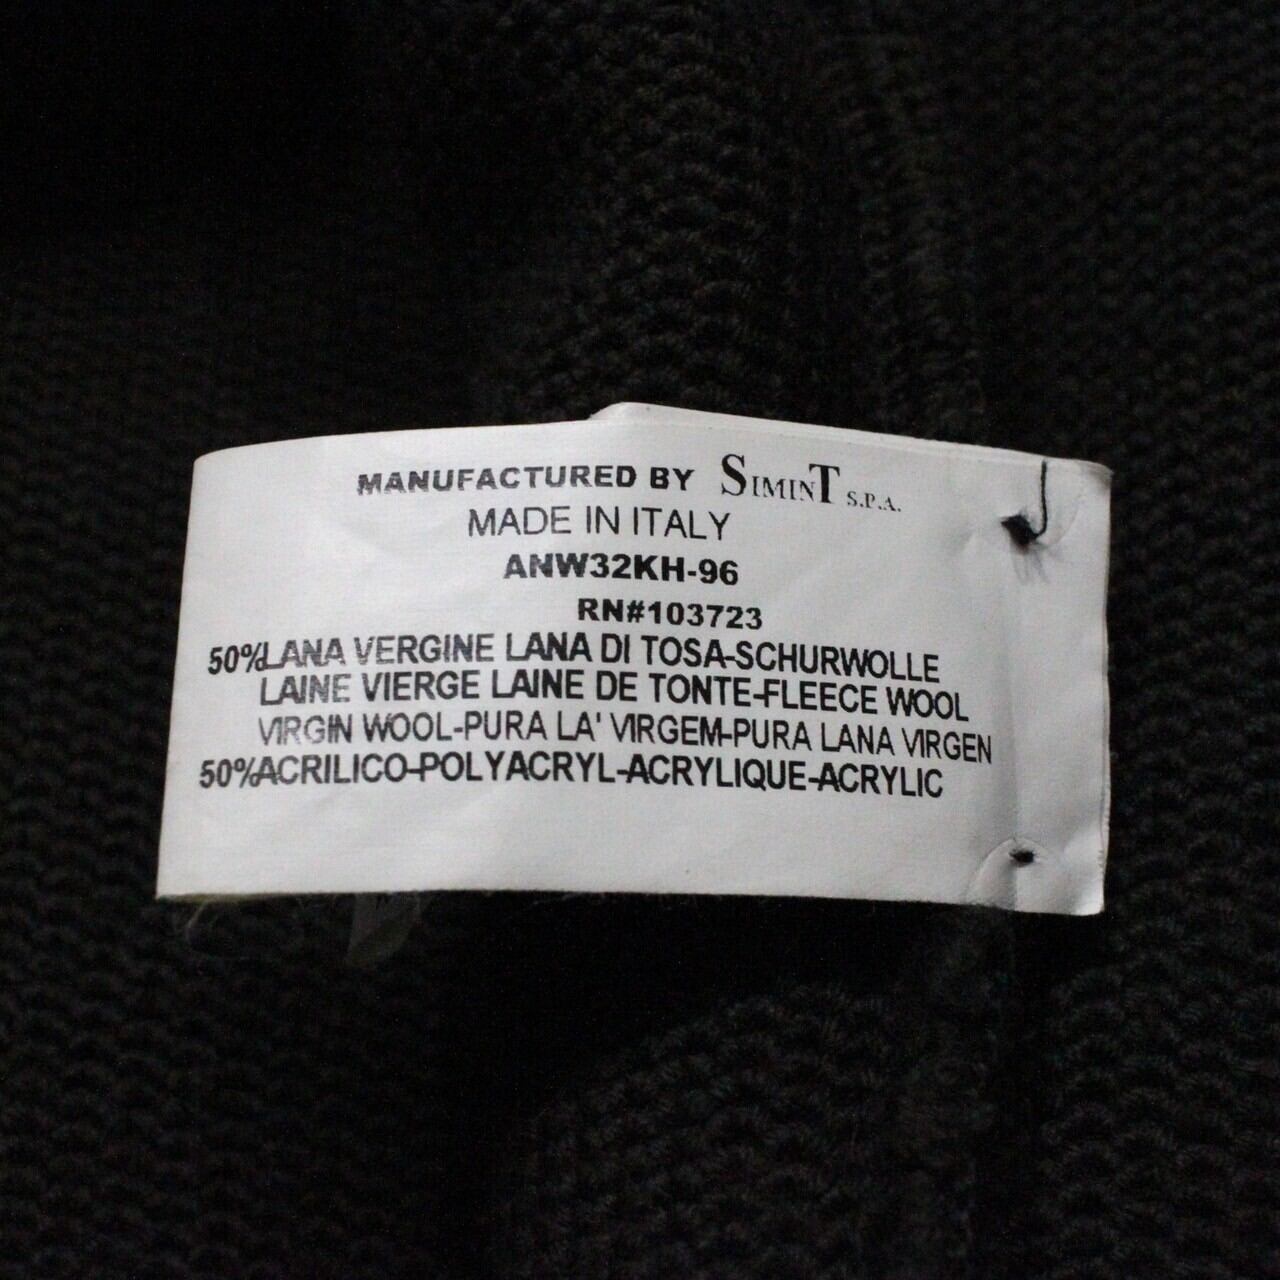 MANUFACTURED BY SIMINT S.P.A.
MADE IN ITALY
ANW32KH-96
RN#103723
50%LANA VERGINE LANA DI TOSA-SCHURWOLLE
LAINE VIERGE LAINE DE TONTE-FLEECE WOOL
VIRGIN WOOL-PURA LA' VIRGEM-PURA LANA VIRGEN
50%ACRILICO-POLYACRYL-ACRYLIQUE-ACRYLIC